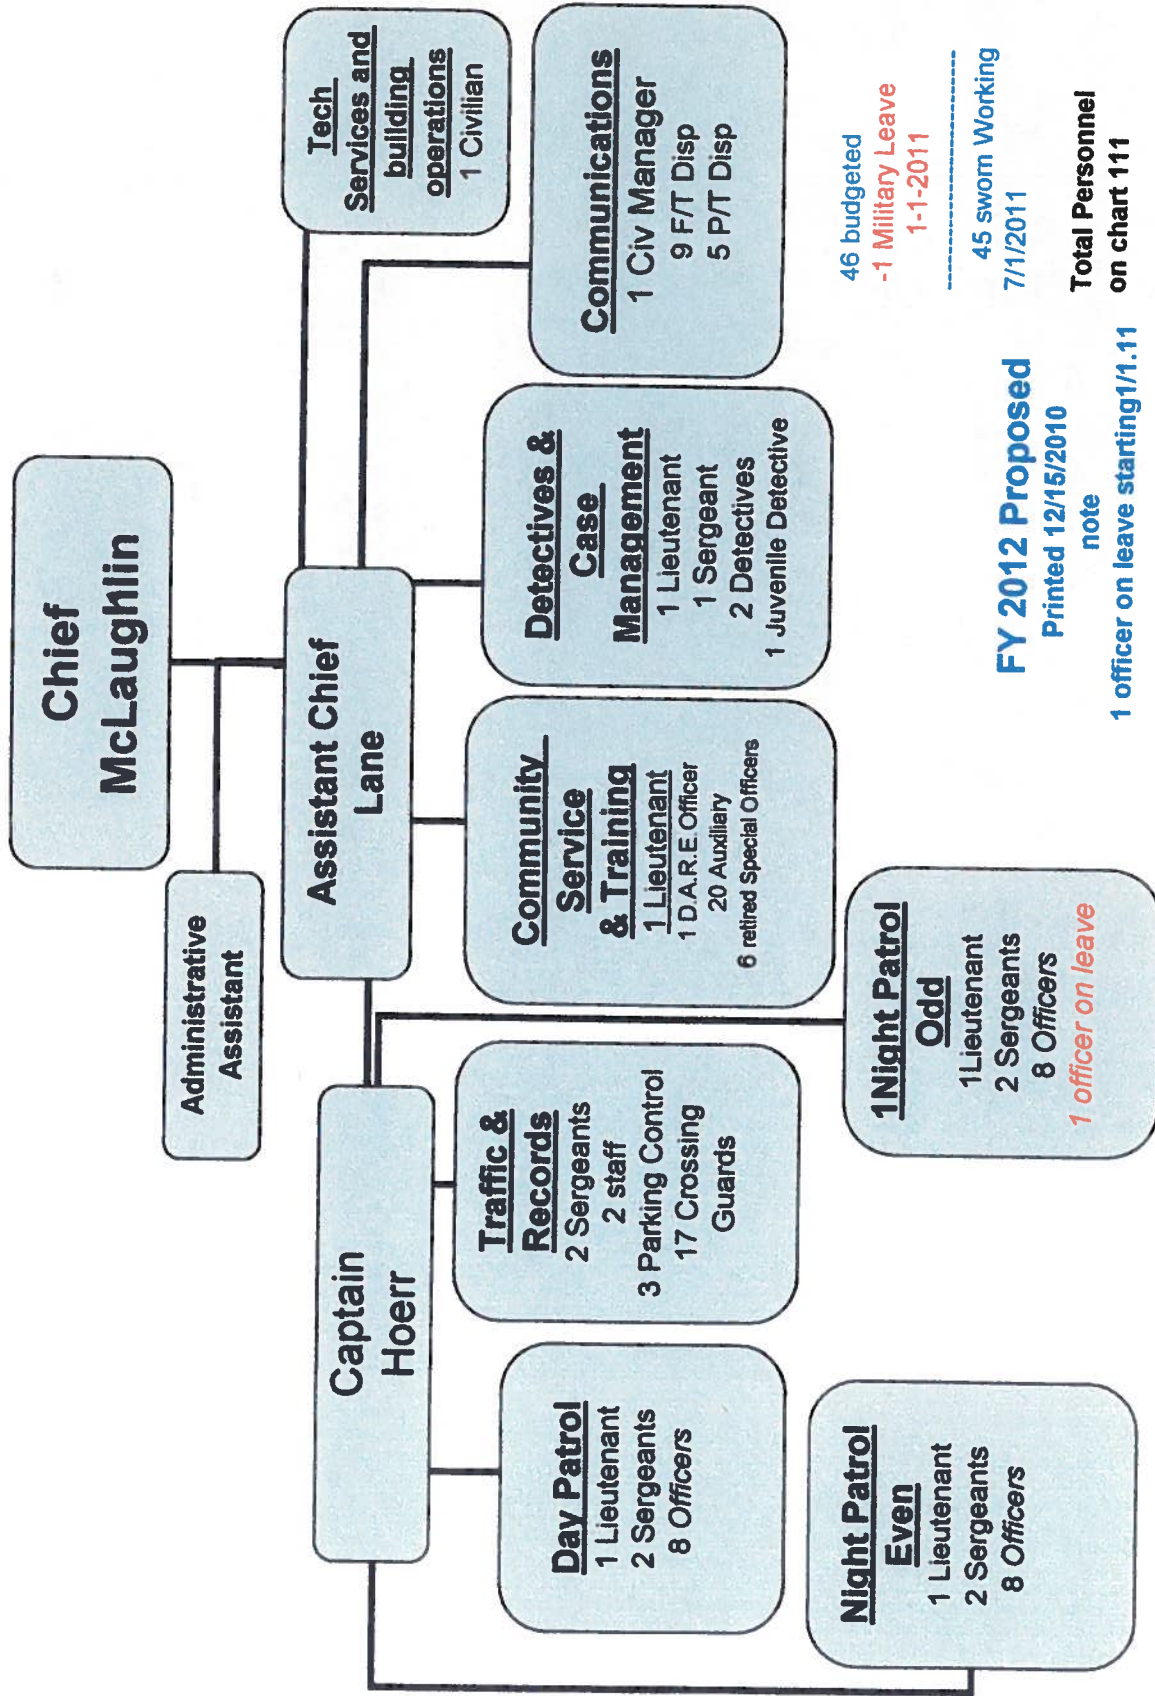 Chief
McLaughlin
Administrative
Assistant
Assistant Chief
Lane
Captain
Hoerr
Tech
Services and
building
operations
1 Civilian
Day Patrol
1 Lieutenant
2 Sergeants
8 Officers
Traffic &
Records
2 Sergeants
2 staff
3 Parking Control
17 Crossing
Guards
Community
Service
& Training
1 Lieutenant
1 D.A.R.E. Officer
20 Auxiliary
6 retired Special Officers
Detectives &
Case
Management
1 Lieutenant
1 Sergeant
2 Detectives
1 Juvenile Detective
Communications
1 Civ Manager
9 F/T Disp
5 P/T Disp
Night Patrol
Even
1 Lieutenant
2 Sergeants
8 Officers
1Night Patrol
Odd
1Lieutenant
2 Sergeants
8 Officers
1 officer on leave
46 budgeted
-1 Military Leave
1-1-2011
--------------------------
45 sworn Working
7/1/2011
FY 2012 Proposed
Printed 12/15/2010
note
1 officer on leave starting1/1.11
Total Personnel
on chart 111